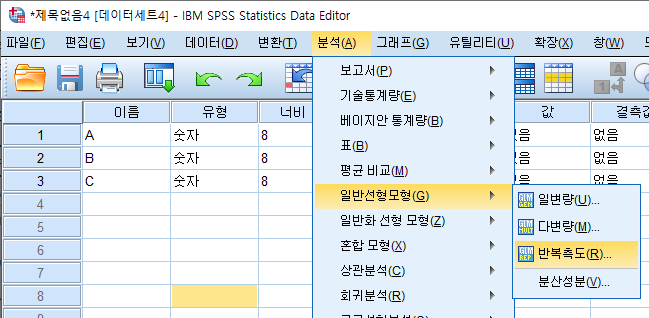 *제목없음4 [데이터세트4] - IBM SPSS Statistics Data Editor
파일(F) 편집(E) 보기(V) 데이터(D) 변환(T) 분석(A) 그래프(G) 유틸리티(U) 확장(X) 창(W)
보고서(P)
기술통계량(E)
이름 유형 너비 베이지안 통계량(B) 값 결측값
1 A 숫자 8 없음 없음
표(B)
2 B 숫자 8 없음 없음
평균 비교(M)
3 C 숫자 8 없음 없음
4 일반선형모형(G) 일변량(U)...
5 일반화 선형 모형(Z) 다변량(M)...
6 혼합 모형(X) 반복측도(R)...
7 상관분석(C) 분산성분(V)...
8 회귀분석(R)